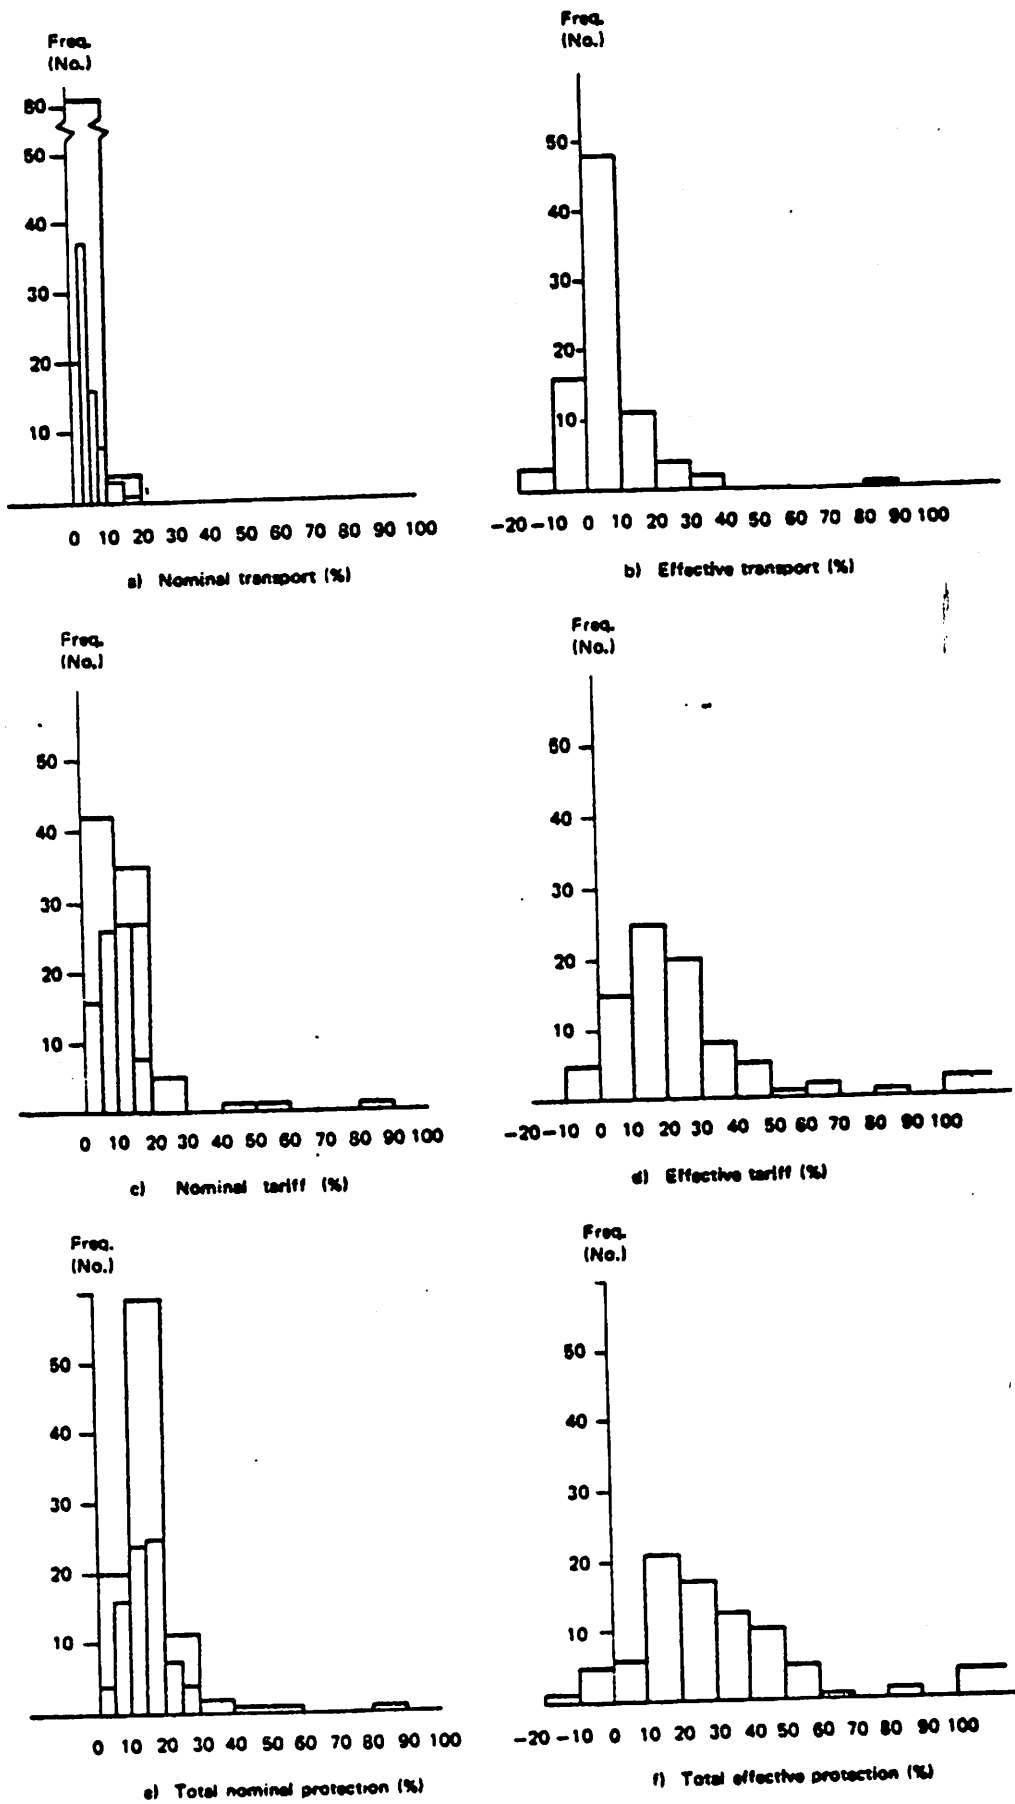 Freq.
(No.)
80
50
40
30
20
10
0 10 20 30 40 50 60 70 80 90 100
a) Nominal transport (%)
Freq.
(No.)
50
40
30
20
10
-20 -10 0 10 20 30 40 50 60 70 80 90 100
b) Effective transport (%)
Freq.
(No.)
50
40
30
20
10
0 10 20 30 40 50 60 70 80 90 100
c) Nominal tariff (%)
Freq.
(No.)
50
40
30
20
10
-20 -10 0 10 20 30 40 50 60 70 80 90 100
d) Effective tariff (%)
Freq.
(No.)
50
40
30
20
10
0 10 20 30 40 50 60 70 80 90 100
e) Total nominal protection (%)
Freq.
(No.)
50
40
30
20
10
-20 -10 0 10 20 30 40 50 60 70 80 90 100
f) Total effective protection (%)